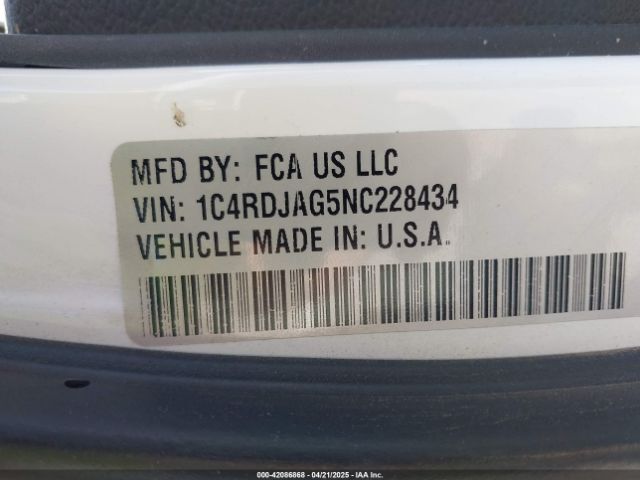 MFD BY: FCA US LLC
VIN: 1C4RDJAG5NC228434
VEHICLE MADE IN: U.S.A.
000-42086868 - 04/21/2025 - IAA Inc.